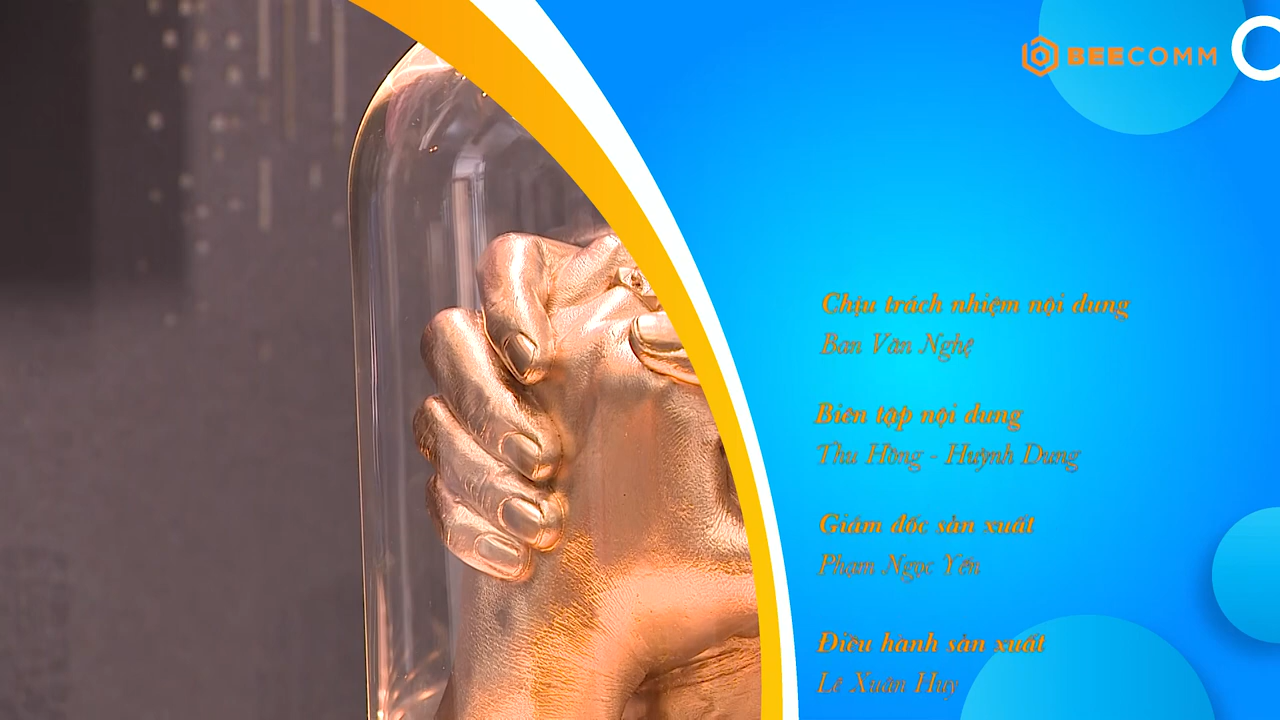 BEECOMM
Chịu trách nhiệm nội dung
Ban Văn Nghệ
Biên tập nội dung
Thu Hồng - Huỳnh Dung
Giám đốc sản xuất
Phạm Ngọc Yến
Điều hành sản xuất
Lê Xuân Huy